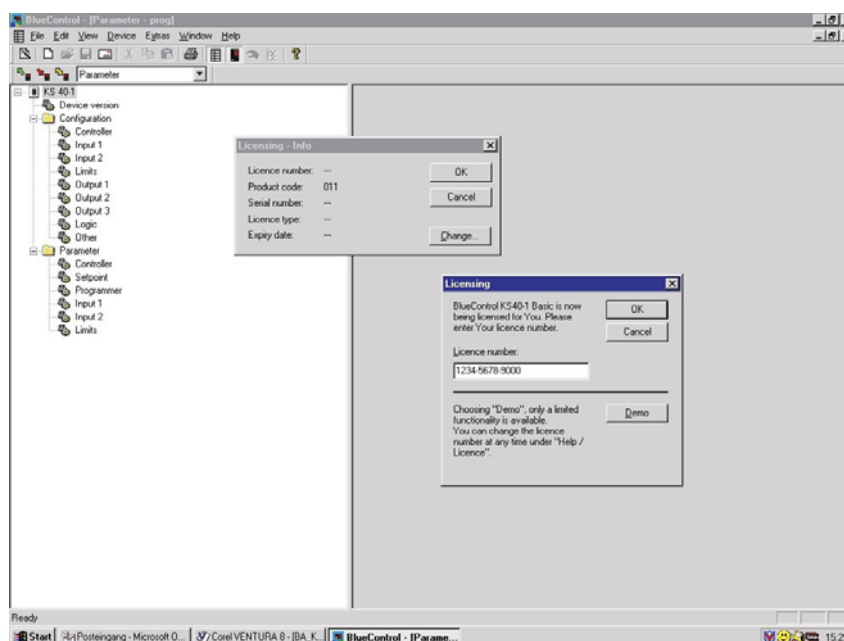 BlueControl - [Parameter - prog]
File Edit View Device Extras Window Help
Parameter
KS 40-1
Device version
Configuration
Controller
Input 1
Input 2
Limits
Output 1
Output 2
Output 3
Logic
Other
Parameter
Controller
Setpoint
Programmer
Input 1
Input 2
Limits
Licensing - Info
Licence number: ---
Product code: 011
Serial number: ---
Licence type: ---
Expiry date: ---
OK
Cancel
Change...
Licensing
BlueControl KS40-1 Basic is now
being licensed for You. Please
enter Your licence number.
Licence number:
1234-5678-9000
OK
Cancel
Choosing "Demo", only a limited
functionality is available.
You can change the licence
number at any time under "Help /
Licence".
Demo
Ready
Start
Posteingang - Microsoft O...
Corel VENTURA 8 - [BA_K...
BlueControl - [Parame...
15:2